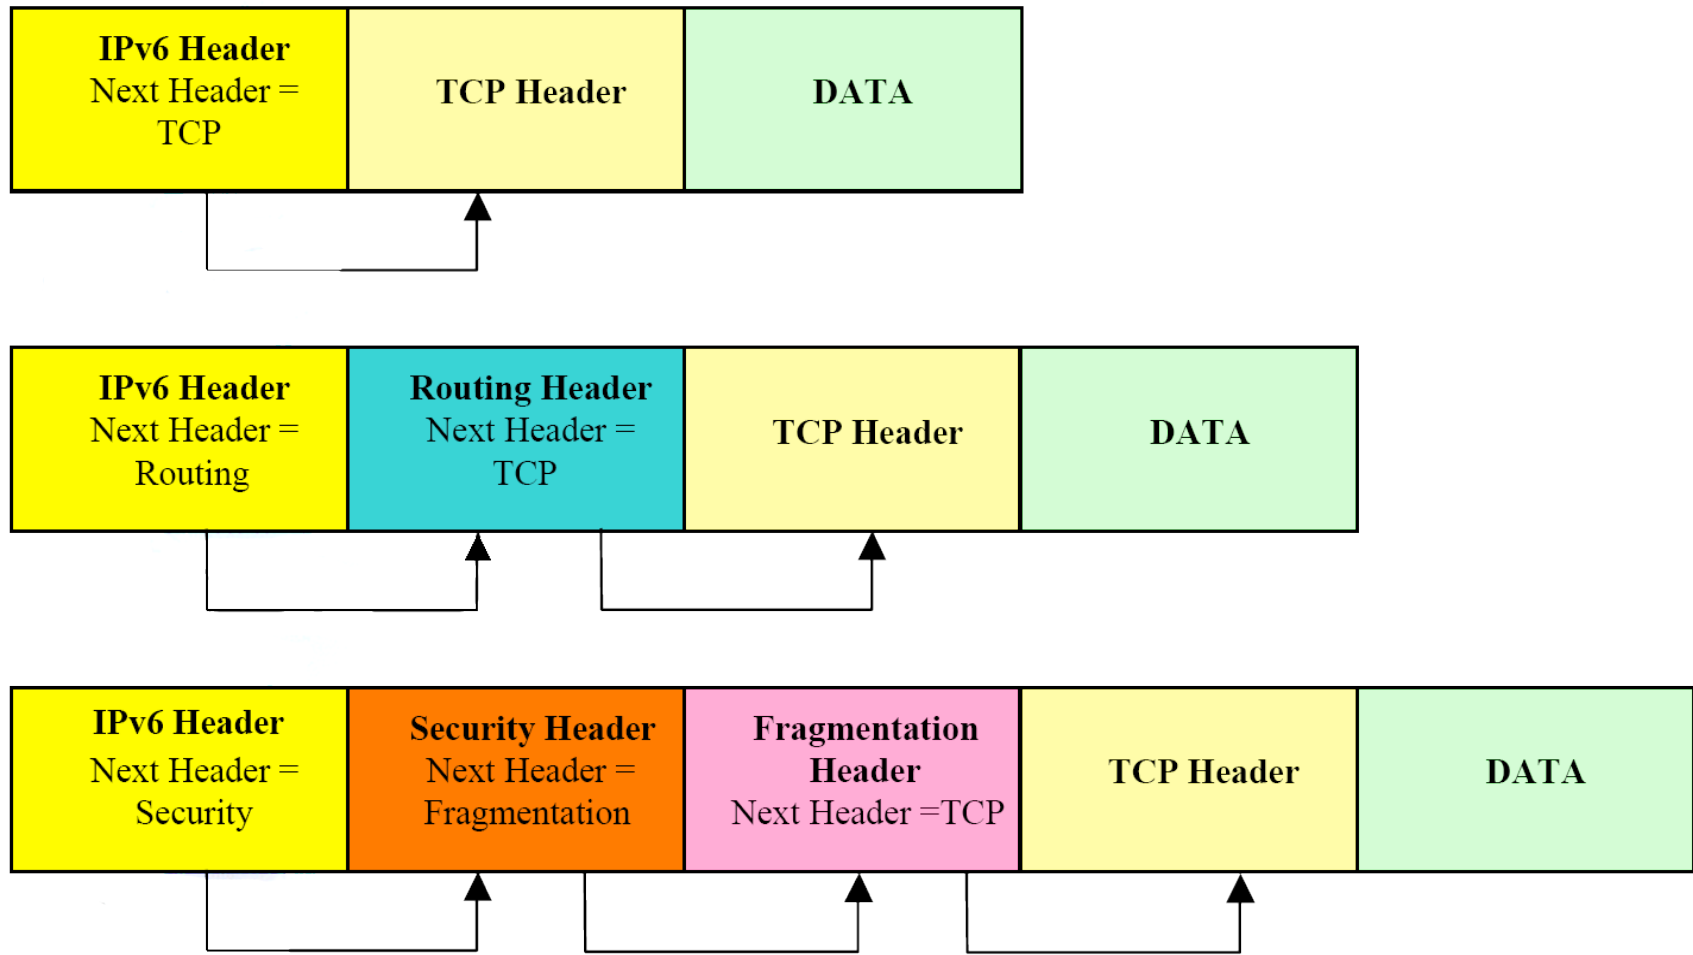 IPv6 Header
Next Header =
TCP
TCP Header
DATA
IPv6 Header
Next Header =
Routing
Routing Header
Next Header =
TCP
TCP Header
DATA
IPv6 Header
Next Header =
Security
Security Header
Next Header =
Fragmentation
Fragmentation
Header
Next Header =TCP
TCP Header
DATA